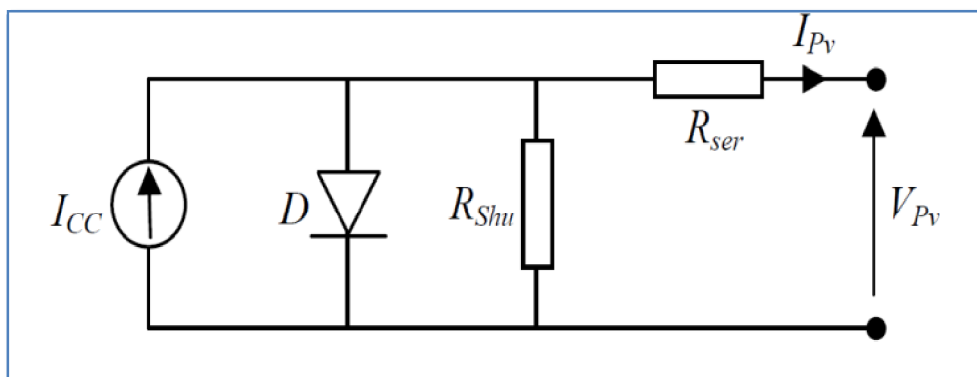 I_Pv
R_ser
I_CC
D
R_Shu
V_Pv